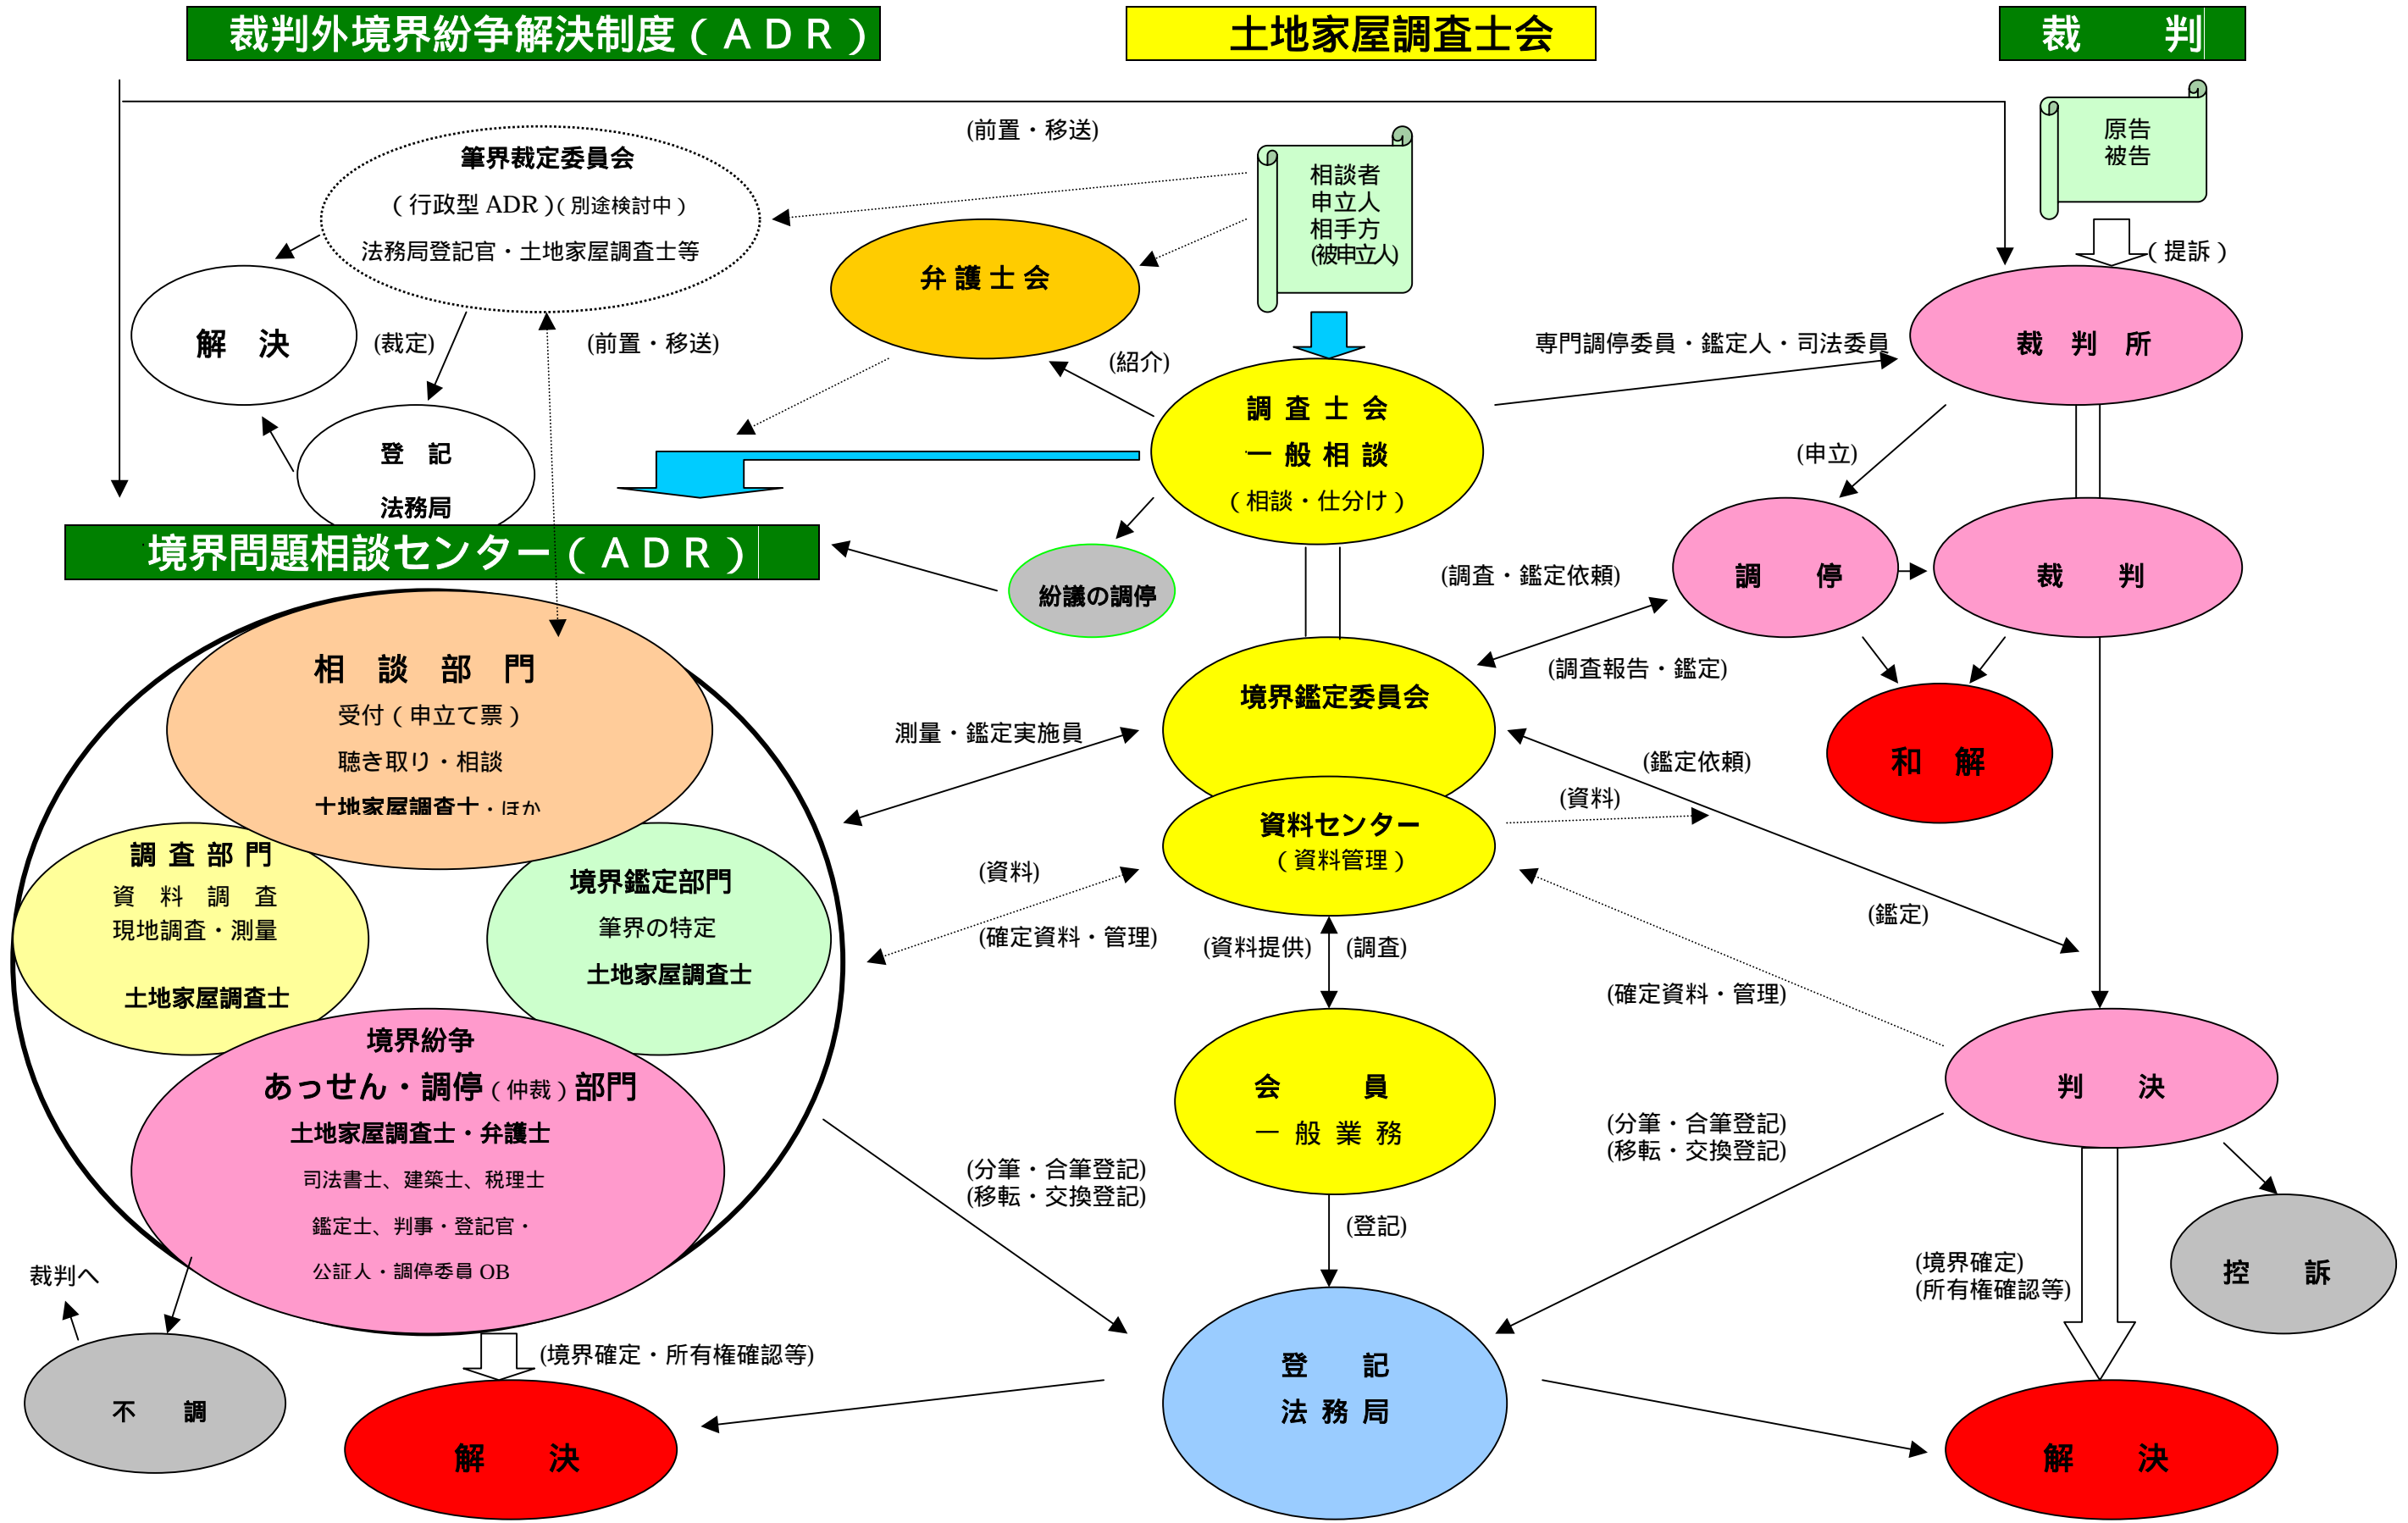 裁判外境界紛争解決制度（ＡＤＲ）
土地家屋調査士会
裁　判
(前置・移送)
原告
被告
(提訴)
筆界裁定委員会
（行政型 ADR）（別途検討中）
法務局登記官・土地家屋調査士等
相談者
申立人
相手方
(被申立人)
弁護士会
解　決
(裁定)
(前置・移送)
(紹介)
専門調停委員・鑑定人・司法委員
裁　判　所
調査士会
一般相談
（相談・仕分け）
登　記
法務局
(申立)
境界問題相談センター（ＡＤＲ）
紛議の調停
(調査・鑑定依頼)
調　停
裁　判
(調査報告・鑑定)
相　談　部　門
受付（申立て票）
聴き取り・相談
土地家屋調査士・ほか
境界鑑定委員会
測量・鑑定実施員
(鑑定依頼)
和　解
(資料)
資料センター
（資料管理）
調査部門
資　料　調　査
現地調査・測量
土地家屋調査士
境界鑑定部門
筆界の特定
土地家屋調査士
(資料)
(確定資料・管理)
(資料提供)
(調査)
(鑑定)
(確定資料・管理)
境界紛争
あっせん・調停（仲裁）部門
土地家屋調査士・弁護士
司法書士、建築士、税理士
鑑定士、判事・登記官・
公証人・調停委員 OB
会　員
一般業務
判　決
(分筆・合筆登記)
(移転・交換登記)
(分筆・合筆登記)
(移転・交換登記)
(登記)
裁判へ
(境界確定)
(所有権確認等)
控　訴
不　調
(境界確定・所有権確認等)
登　記
法務局
解　決
解　決